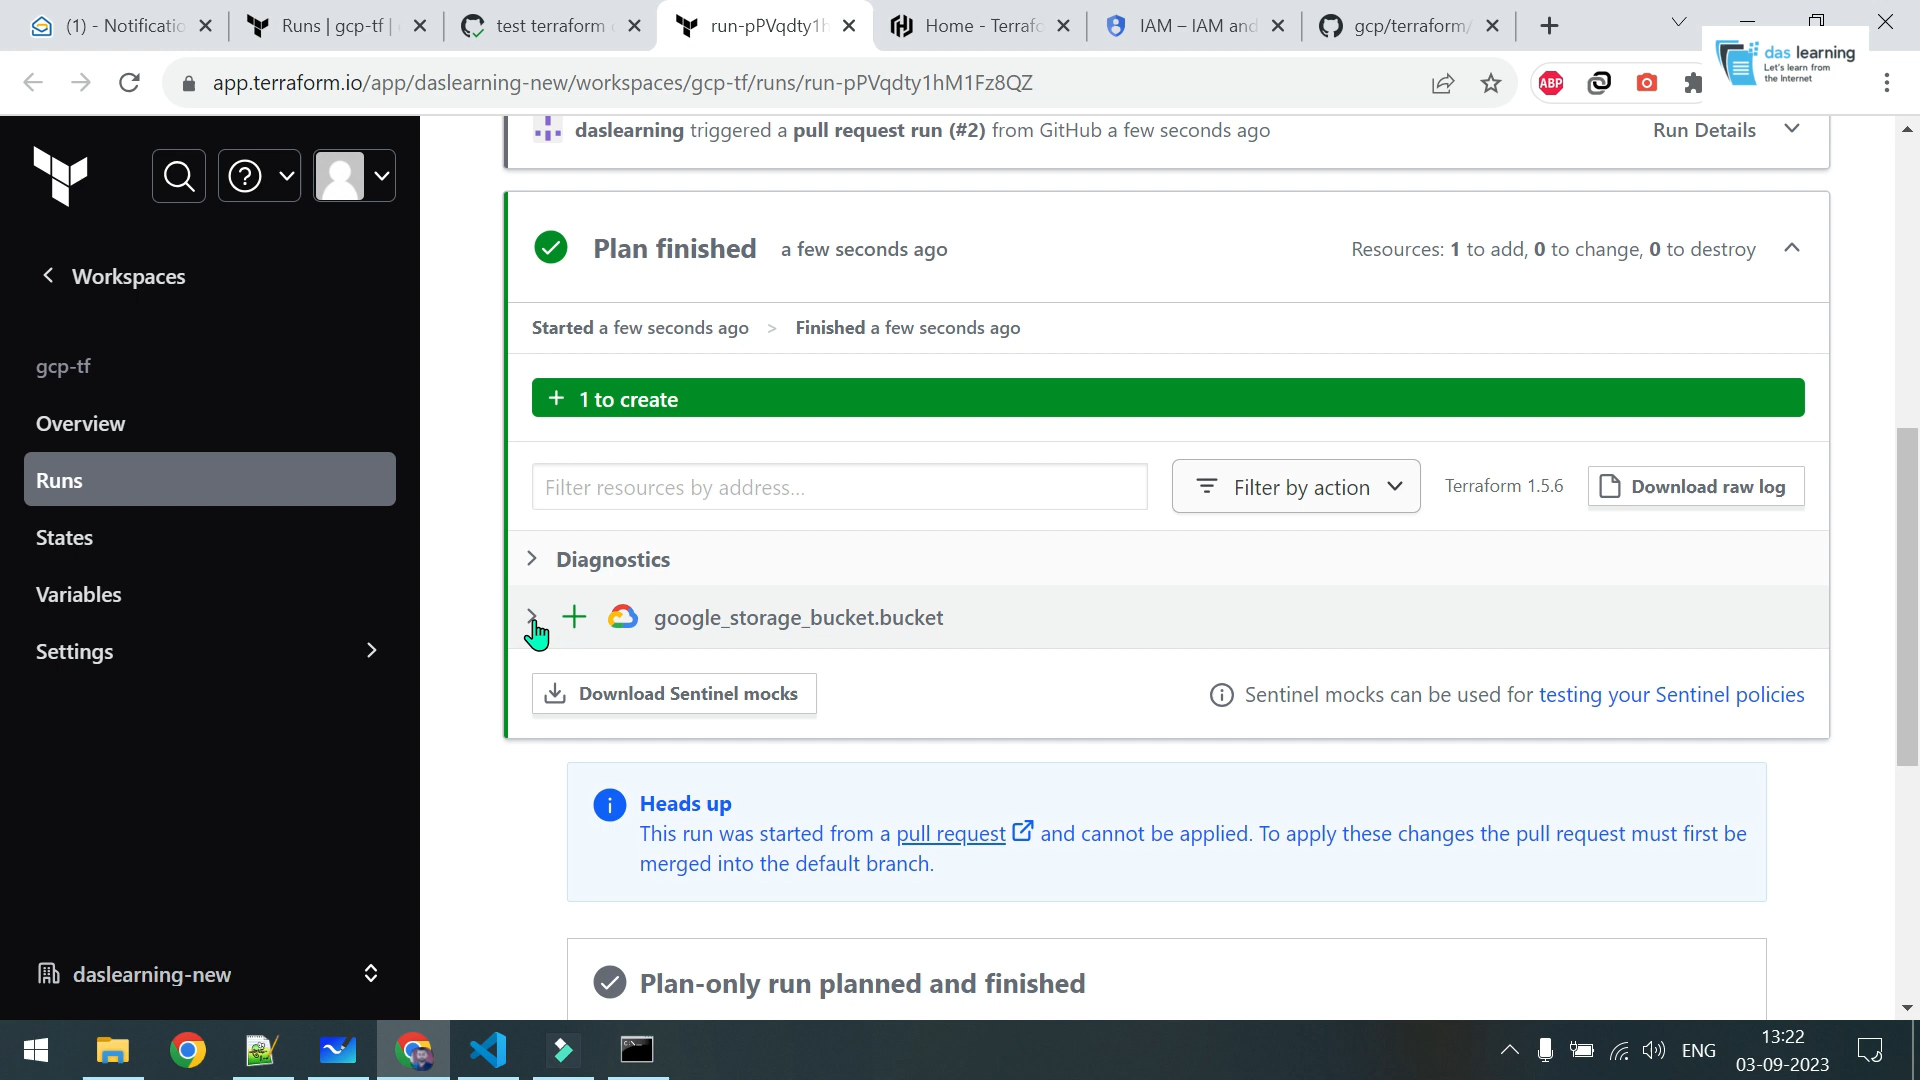 (1) - Notificatio
Runs | gcp-tf |
test terraform
run-pPVqdty1h
Home - Terrafo
IAM – IAM and
gcp/terraform/
das learning
Let's learn from
the Internet
app.terraform.io/app/daslearning-new/workspaces/gcp-tf/runs/run-pPVqdty1hM1Fz8QZ
ABP
daslearning triggered a pull request run (#2) from GitHub a few seconds ago
Run Details
Workspaces
gcp-tf
Overview
Runs
States
Variables
Settings
daslearning-new
Plan finished a few seconds ago
Resources: 1 to add, 0 to change, 0 to destroy
Started a few seconds ago > Finished a few seconds ago
+ 1 to create
Filter resources by address...
Filter by action
Terraform 1.5.6
Download raw log
Diagnostics
google_storage_bucket.bucket
Download Sentinel mocks
Sentinel mocks can be used for testing your Sentinel policies
Heads up
This run was started from a pull request and cannot be applied. To apply these changes the pull request must first be
merged into the default branch.
Plan-only run planned and finished
ENG
13:22
03-09-2023